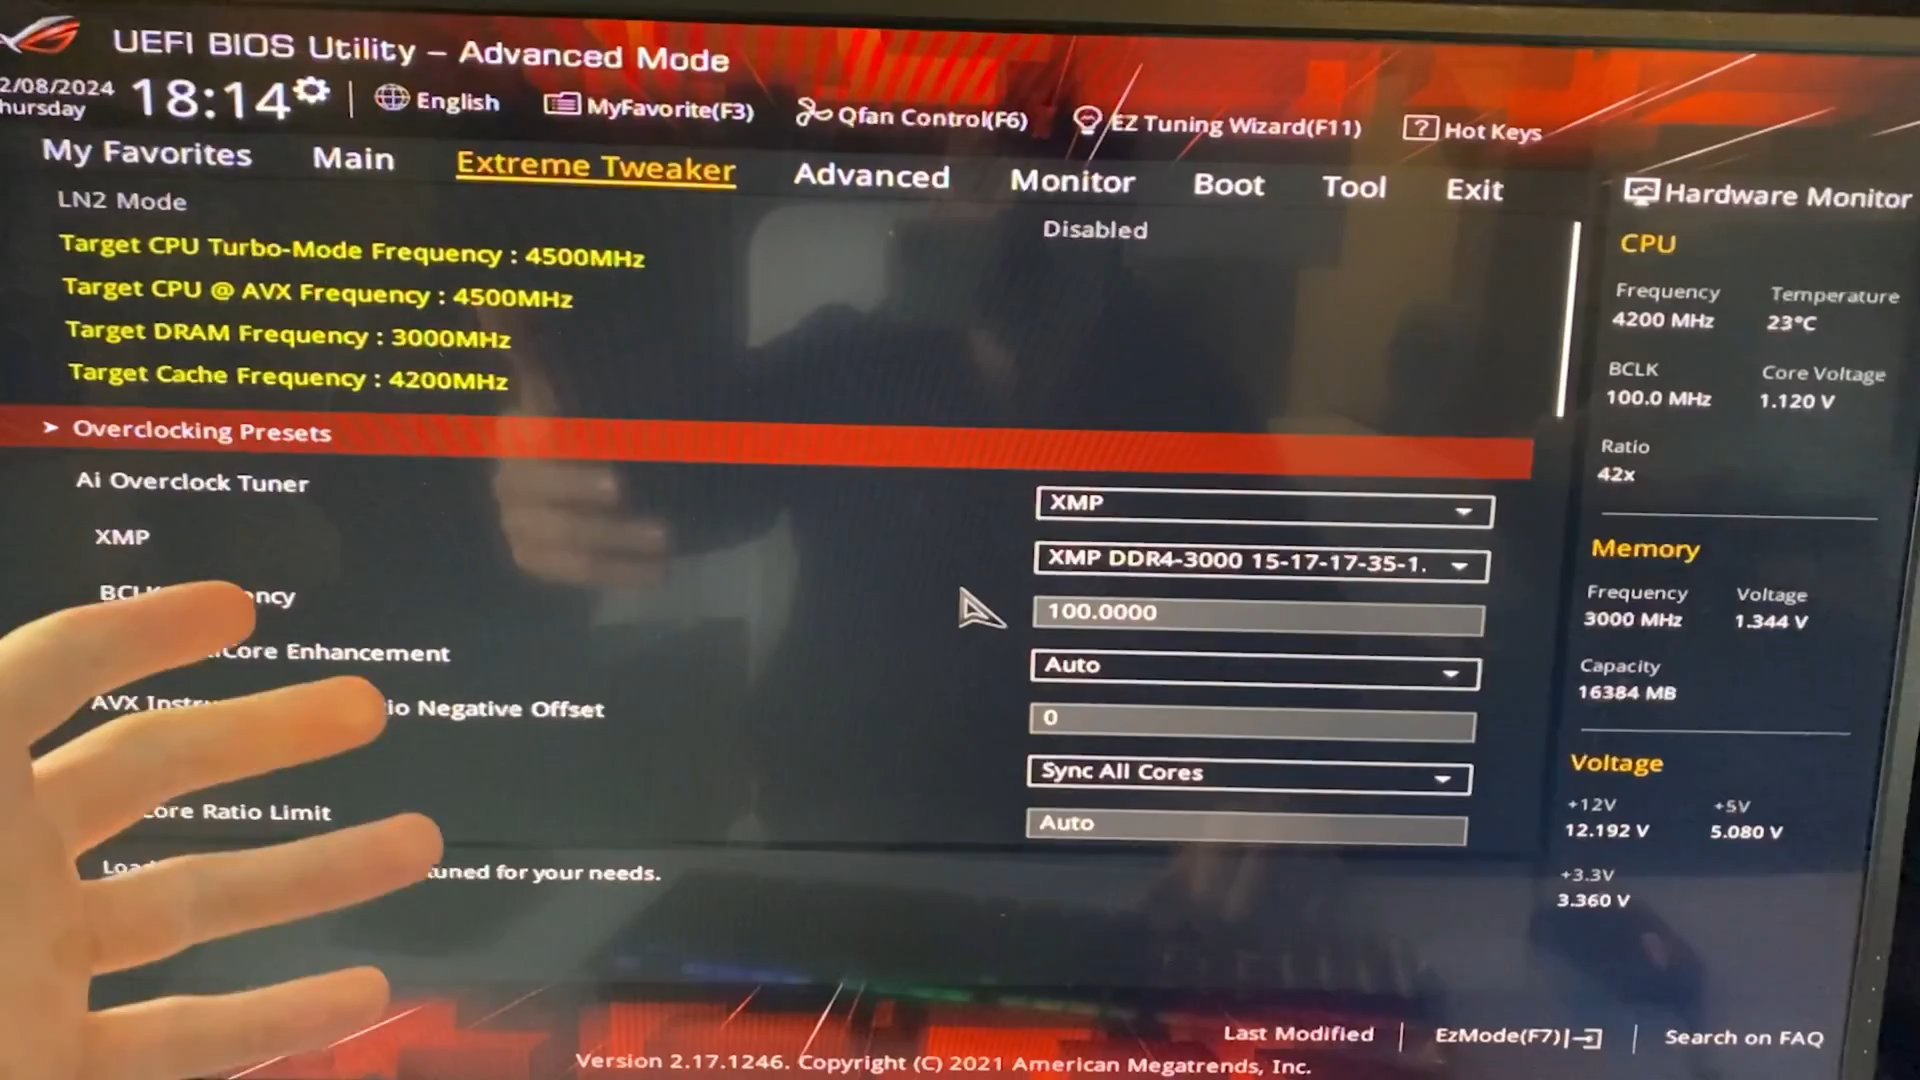 UEFI BIOS Utility – Advanced Mode
2/08/2024
hursday
18:14
English
MyFavorite(F3)
Qfan Control(F6)
EZ Tuning Wizard(F11)
Hot Keys
My Favorites Main Extreme Tweaker Advanced Monitor Boot Tool Exit
LN2 Mode Disabled
Target CPU Turbo-Mode Frequency : 4500MHz
Target CPU @ AVX Frequency : 4500MHz
Target DRAM Frequency : 3000MHz
Target Cache Frequency : 4200MHz
Overclocking Presets
Ai Overclock Tuner XMP
XMP XMP DDR4-3000 15-17-17-35-1.
BCL ncy 100.0000
Core Enhancement Auto
AVX Instr io Negative Offset 0
Sync All Cores
ore Ratio Limit Auto
Loa uned for your needs.
Hardware Monitor
CPU
Frequency Temperature
4200 MHz 23°C
BCLK Core Voltage
100.0 MHz 1.120 V
Ratio
42x
Memory
Frequency Voltage
3000 MHz 1.344 V
Capacity
16384 MB
Voltage
+12V +5V
12.192 V 5.080 V
+3.3V
3.360 V
Last Modified EzMode(F7) Search on FAQ
Version 2.17.1246. Copyright (C) 2021 American Megatrends, Inc.